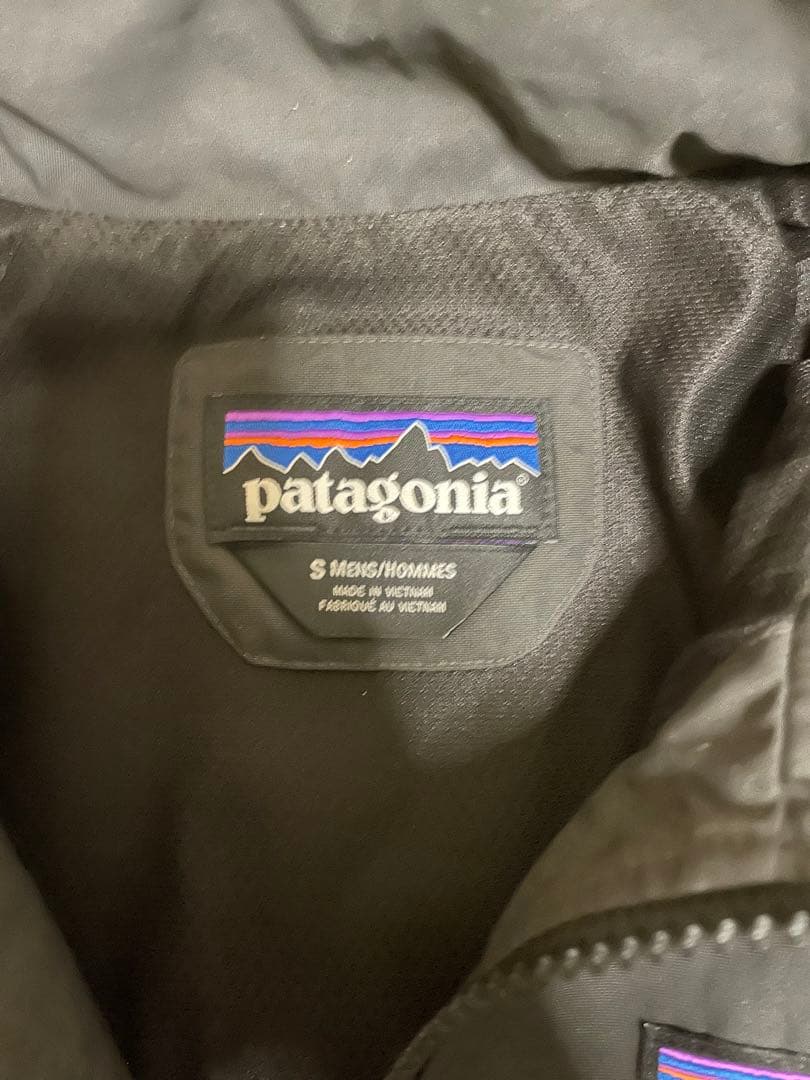 patagonia®
S MENS/HOMMES
MADE IN VIETNAM
FABRIQUÉ AU VIETNAM